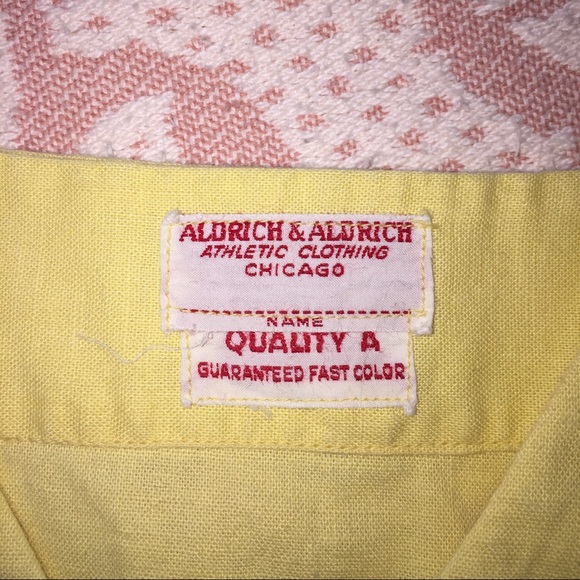 ALDRICH & ALDRICH
ATHLETIC CLOTHING
CHICAGO
NAME
QUALITY A
GUARANTEED FAST COLOR